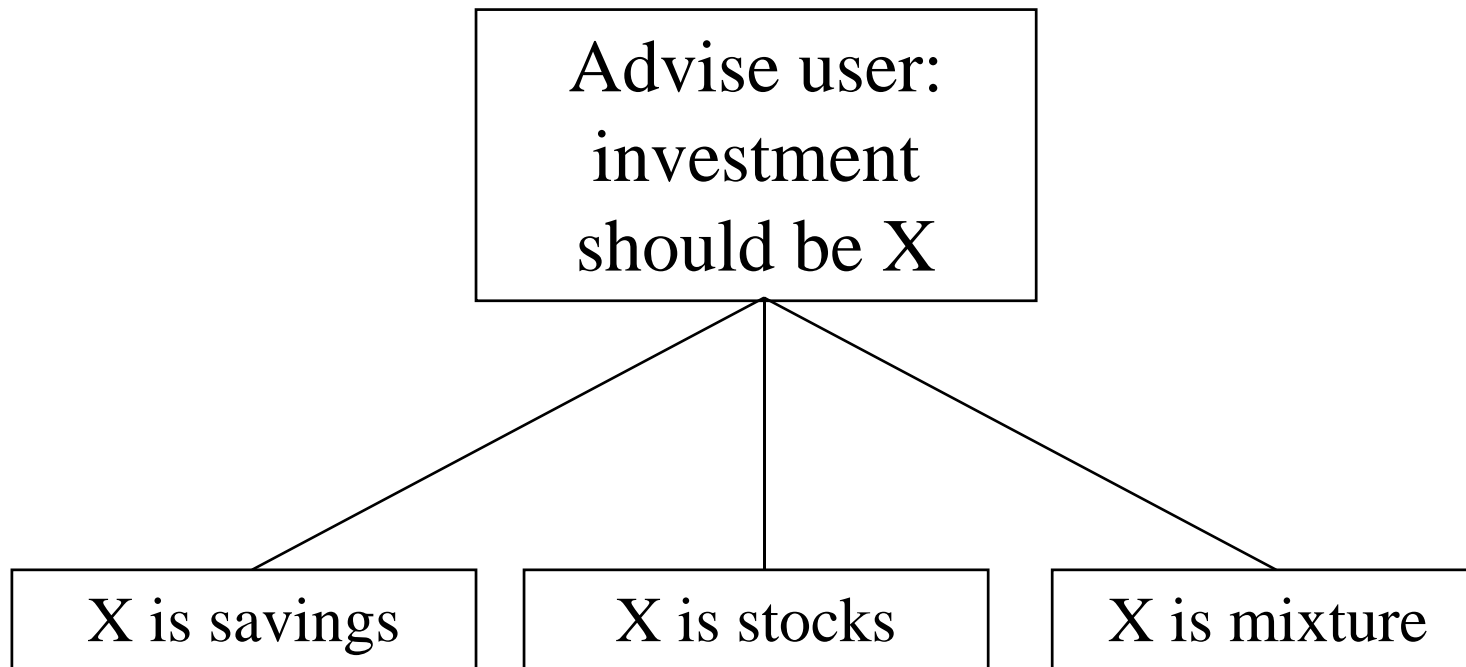 Advise user:
investment
should be X
X is savings
X is stocks
X is mixture